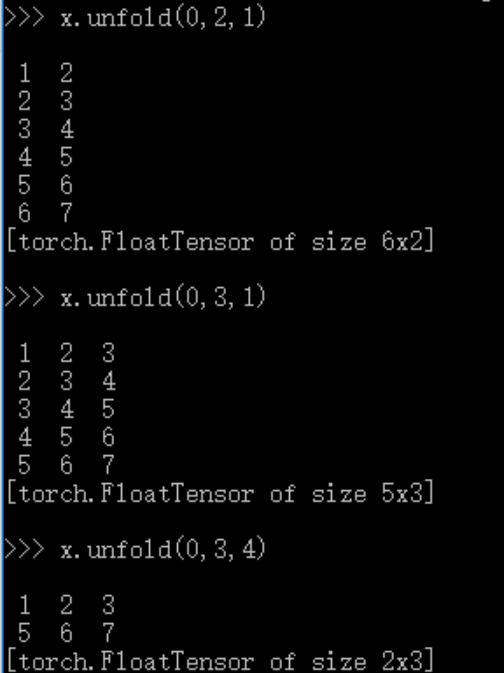 >>> x.unfold(0,2,1)
1 2
2 3
3 4
4 5
5 6
6 7
[torch.FloatTensor of size 6x2]
>>> x.unfold(0,3,1)
1 2 3
2 3 4
3 4 5
4 5 6
5 6 7
[torch.FloatTensor of size 5x3]
>>> x.unfold(0,3,4)
1 2 3
5 6 7
[torch.FloatTensor of size 2x3]